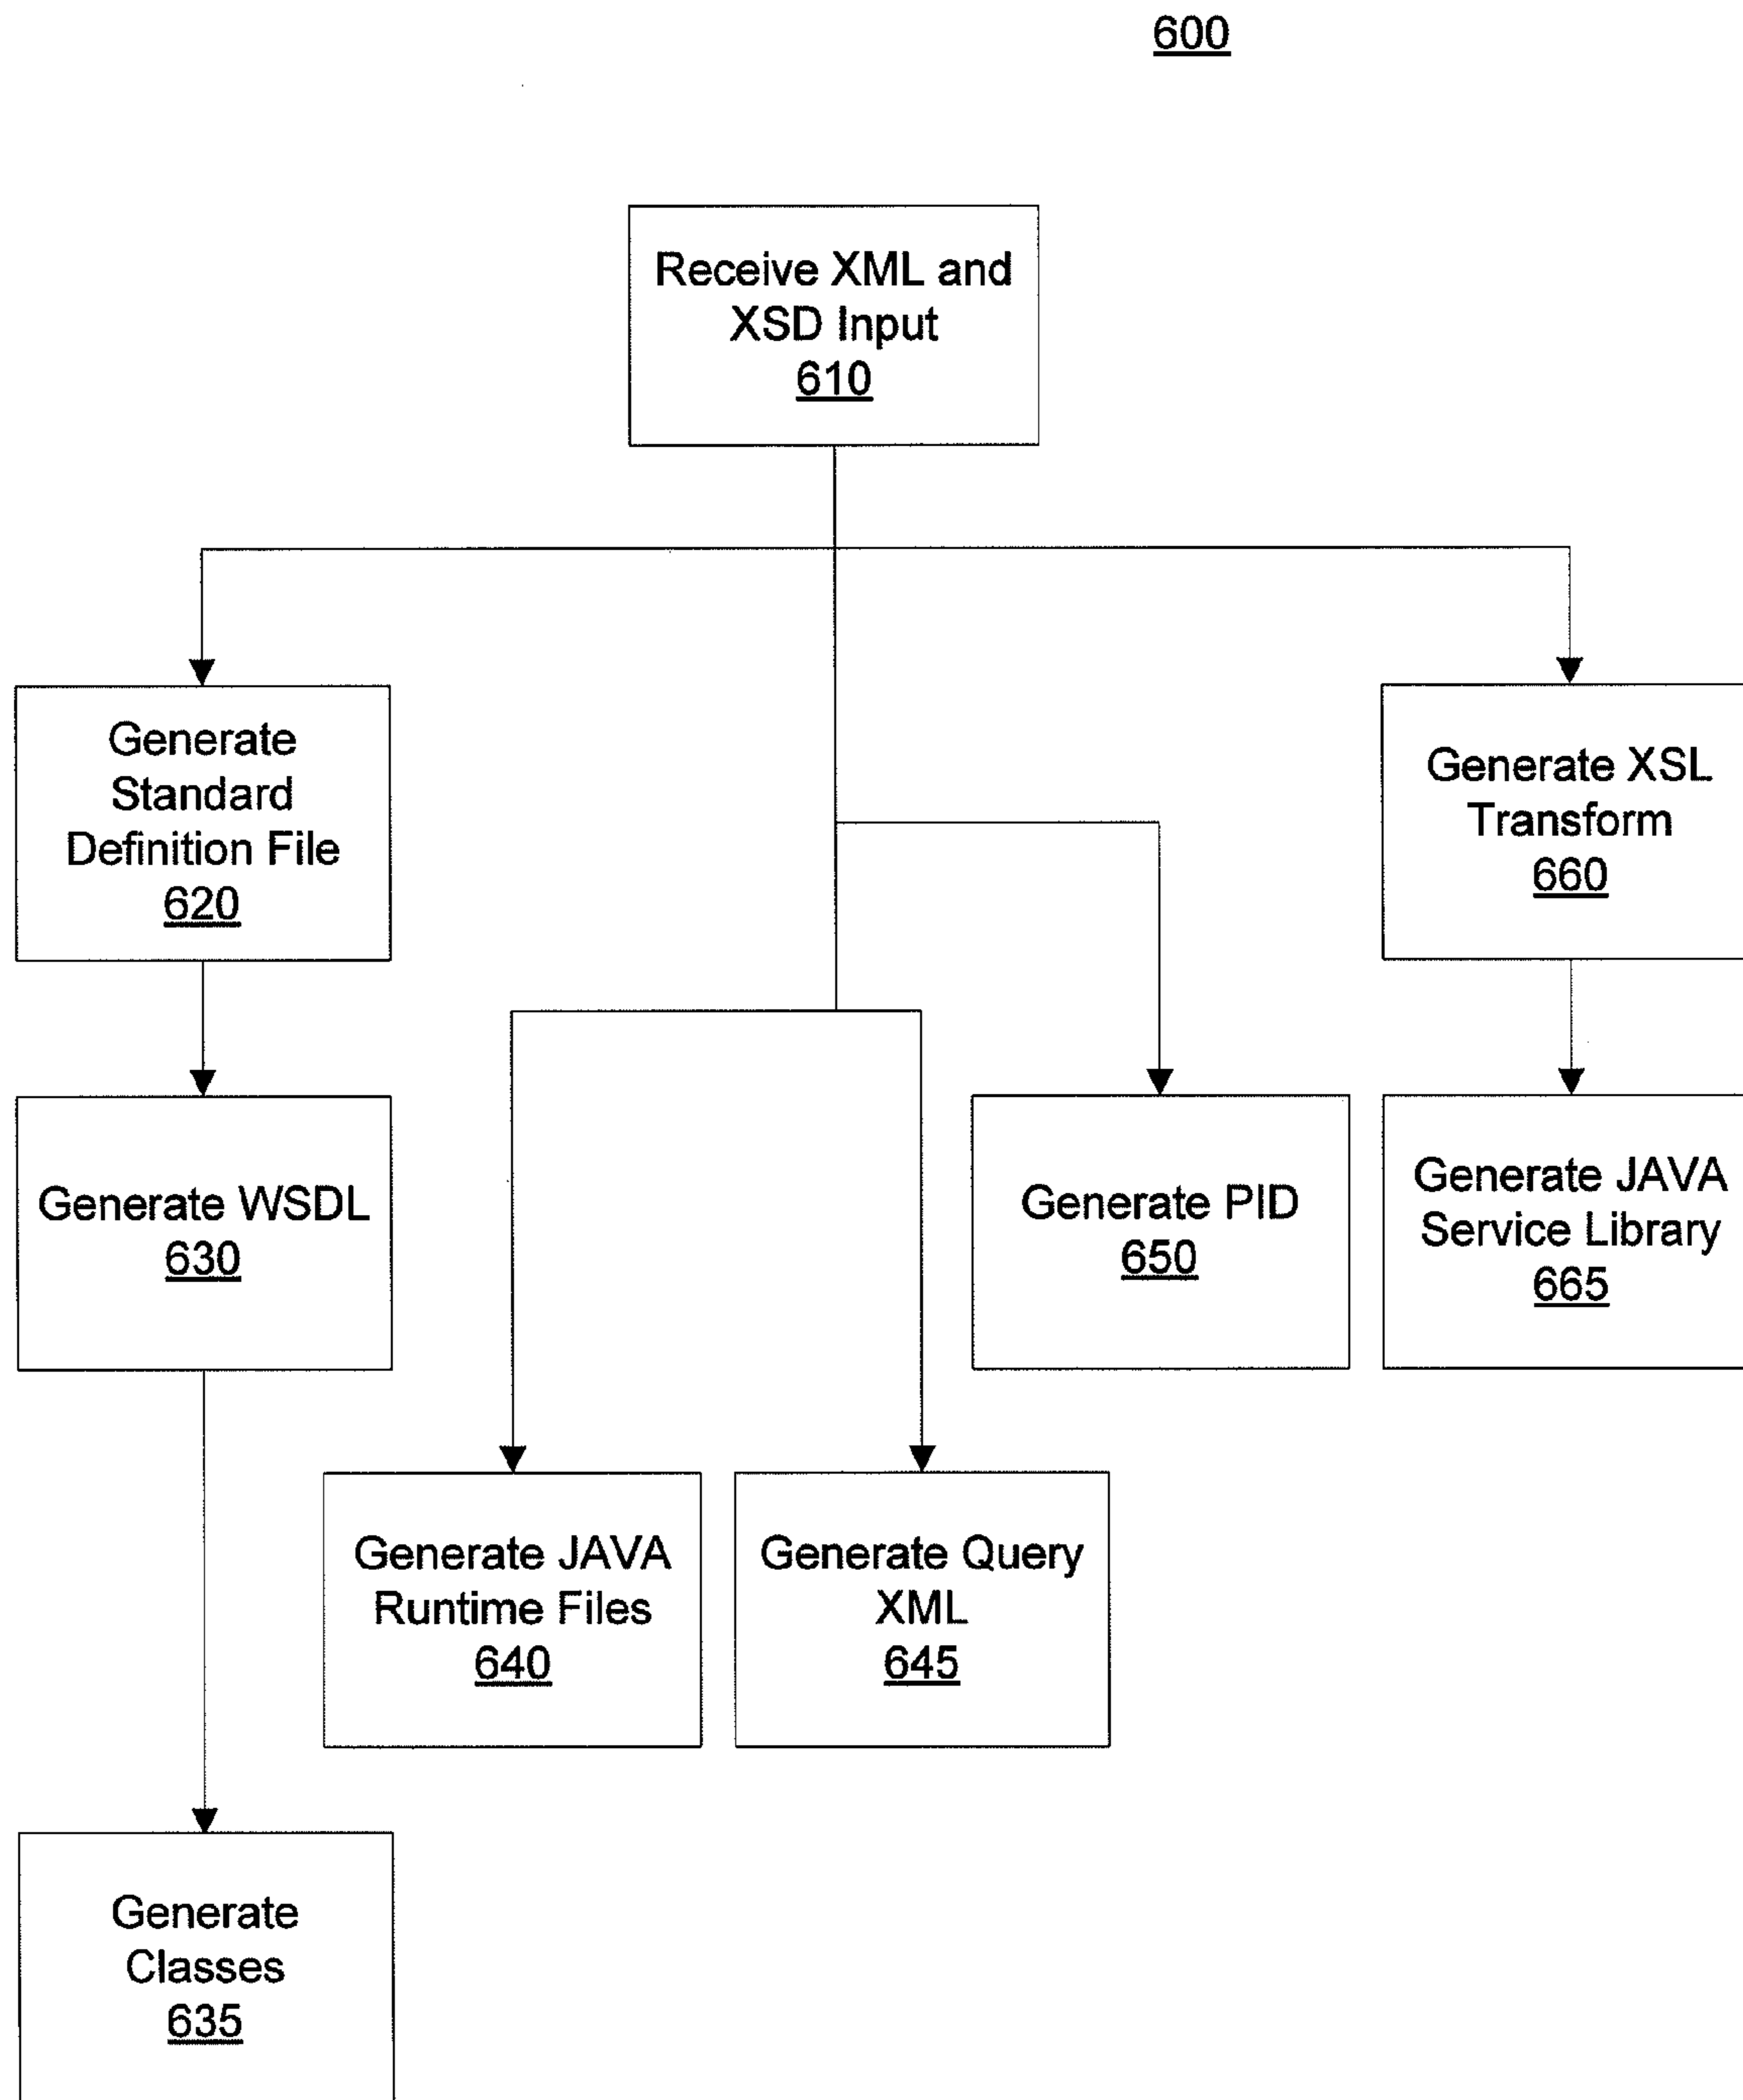 600
Receive XML and
XSD Input
610
Generate
Standard
Definition File
620
Generate XSL
Transform
660
Generate WSDL
630
Generate PID
650
Generate JAVA
Service Library
665
Generate JAVA
Runtime Files
640
Generate Query
XML
645
Generate
Classes
635